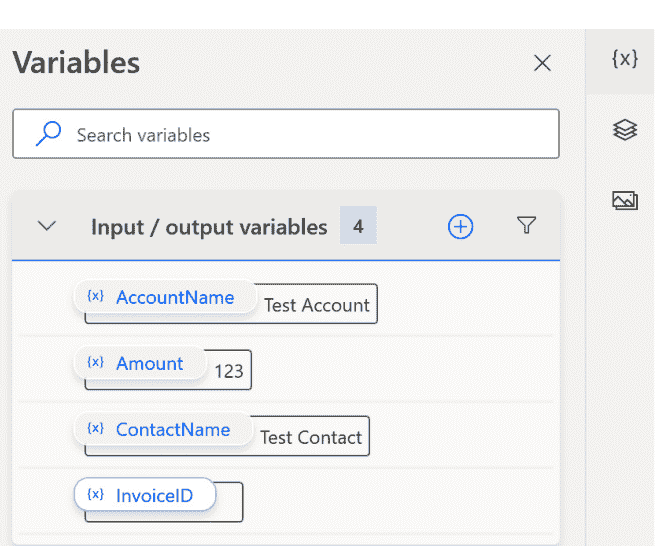 Variables
{x}
Search variables
Input / output variables 4
{x} AccountName Test Account
{x} Amount 123
{x} ContactName Test Contact
{x} InvoiceID